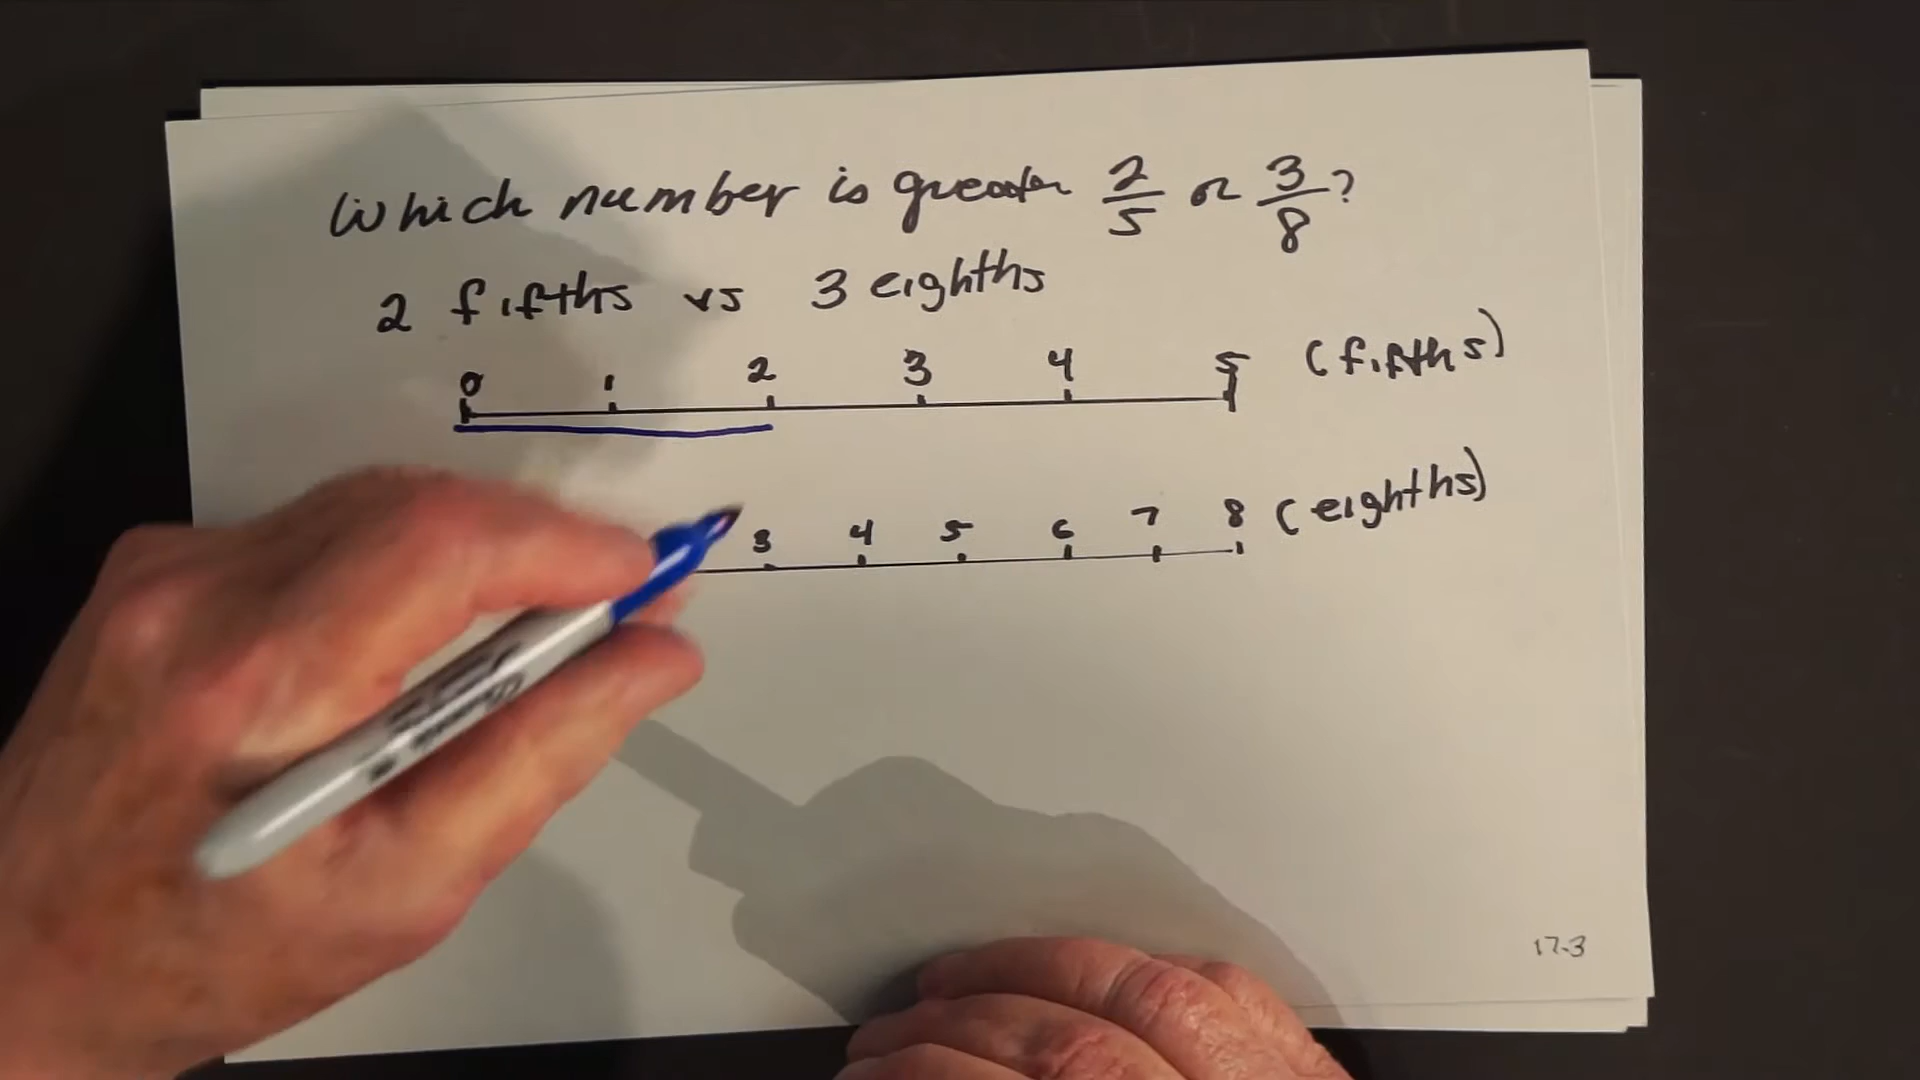 Which number is greater 2/5 or 3/8?
2 fifths vs 3 eighths
0 1 2 3 4 5 (fifths)
3 4 5 6 7 8 (eighths)
17.3